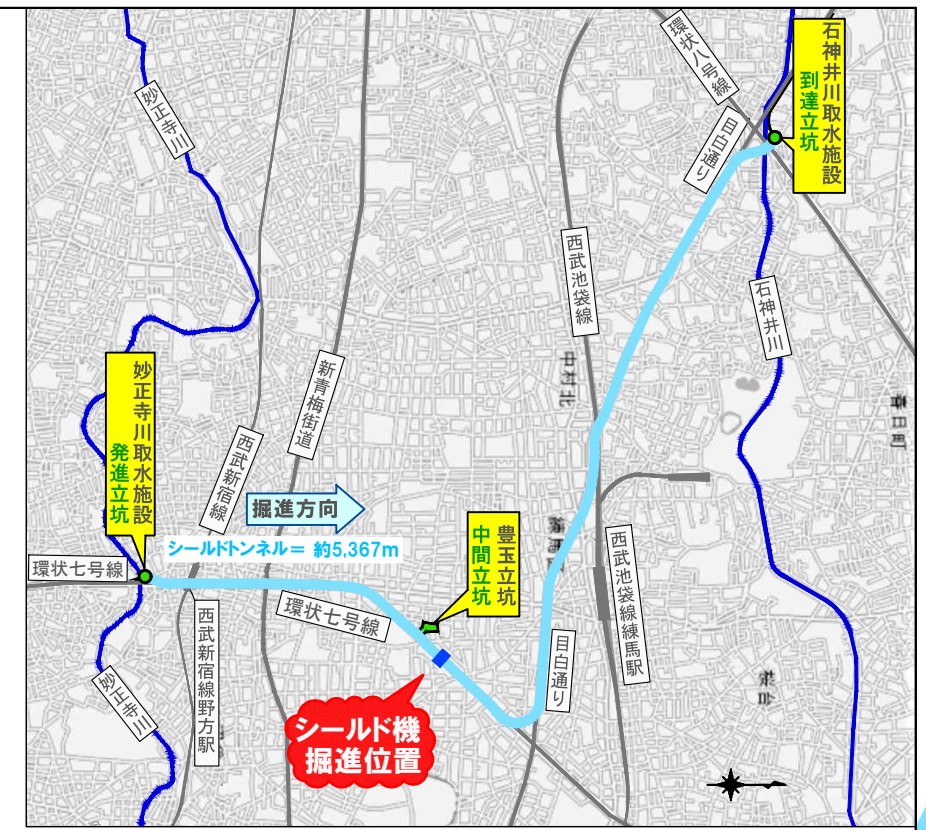 妙正寺川
環状八号線
石神井川取水施設
到達立坑
目白通り
西武池袋線
石神井川
中村北
春日町
新青梅街道
妙正寺川取水施設
発進立坑
西武新宿線
掘進方向
シールドトンネル= 約5,367m
環状七号線
豊玉立坑
中間立坑
環状七号線
西武池袋線練馬駅
目白通り
西武新宿線野方駅
妙正寺川
シールド機
掘進位置